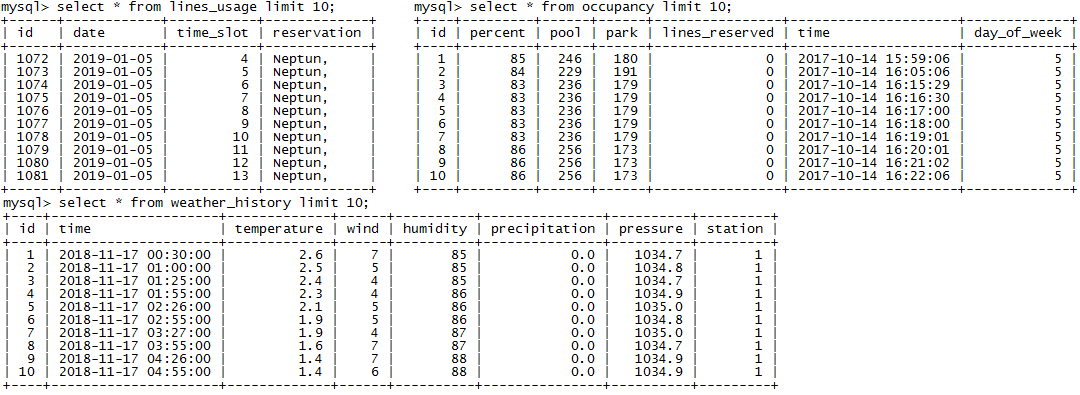 mysql> select * from lines_usage limit 10;
+------+------------+-----------+-------------+
| id   | date       | time_slot | reservation |
+------+------------+-----------+-------------+
| 1072 | 2019-01-05 |         4 | Neptun,     |
| 1073 | 2019-01-05 |         5 | Neptun,     |
| 1074 | 2019-01-05 |         6 | Neptun,     |
| 1075 | 2019-01-05 |         7 | Neptun,     |
| 1076 | 2019-01-05 |         8 | Neptun,     |
| 1077 | 2019-01-05 |         9 | Neptun,     |
| 1078 | 2019-01-05 |        10 | Neptun,     |
| 1079 | 2019-01-05 |        11 | Neptun,     |
| 1080 | 2019-01-05 |        12 | Neptun,     |
| 1081 | 2019-01-05 |        13 | Neptun,     |
+------+------------+-----------+-------------+
mysql> select * from occupancy limit 10;
+----+---------+------+------+----------------+---------------------+-------------+
| id | percent | pool | park | lines_reserved | time                | day_of_week |
+----+---------+------+------+----------------+---------------------+-------------+
|  1 |      85 |  246 |  180 |              0 | 2017-10-14 15:59:06 |           5 |
|  2 |      84 |  229 |  191 |              0 | 2017-10-14 16:05:06 |           5 |
|  3 |      83 |  236 |  179 |              0 | 2017-10-14 16:15:29 |           5 |
|  4 |      83 |  236 |  179 |              0 | 2017-10-14 16:16:30 |           5 |
|  5 |      83 |  236 |  179 |              0 | 2017-10-14 16:17:00 |           5 |
|  6 |      83 |  236 |  179 |              0 | 2017-10-14 16:18:00 |           5 |
|  7 |      83 |  236 |  179 |              0 | 2017-10-14 16:19:01 |           5 |
|  8 |      86 |  256 |  173 |              0 | 2017-10-14 16:20:01 |           5 |
|  9 |      86 |  256 |  173 |              0 | 2017-10-14 16:21:02 |           5 |
| 10 |      86 |  256 |  173 |              0 | 2017-10-14 16:22:06 |           5 |
+----+---------+------+------+----------------+---------------------+-------------+
mysql> select * from weather_history limit 10;
+----+---------------------+-------------+------+----------+---------------+----------+---------+
| id | time                | temperature | wind | humidity | precipitation | pressure | station |
+----+---------------------+-------------+------+----------+---------------+----------+---------+
|  1 | 2018-11-17 00:30:00 |         2.6 |    7 |       85 |           0.0 |   1034.7 |       1 |
|  2 | 2018-11-17 01:00:00 |         2.5 |    5 |       85 |           0.0 |   1034.8 |       1 |
|  3 | 2018-11-17 01:25:00 |         2.4 |    4 |       85 |           0.0 |   1034.7 |       1 |
|  4 | 2018-11-17 01:55:00 |         2.3 |    4 |       86 |           0.0 |   1034.9 |       1 |
|  5 | 2018-11-17 02:26:00 |         2.1 |    5 |       86 |           0.0 |   1035.0 |       1 |
|  6 | 2018-11-17 02:55:00 |         1.9 |    5 |       86 |           0.0 |   1034.8 |       1 |
|  7 | 2018-11-17 03:27:00 |         1.9 |    4 |       87 |           0.0 |   1035.0 |       1 |
|  8 | 2018-11-17 03:55:00 |         1.6 |    7 |       87 |           0.0 |   1034.7 |       1 |
|  9 | 2018-11-17 04:26:00 |         1.4 |    7 |       88 |           0.0 |   1034.9 |       1 |
| 10 | 2018-11-17 04:55:00 |         1.4 |    6 |       88 |           0.0 |   1034.9 |       1 |
+----+---------------------+-------------+------+----------+---------------+----------+---------+